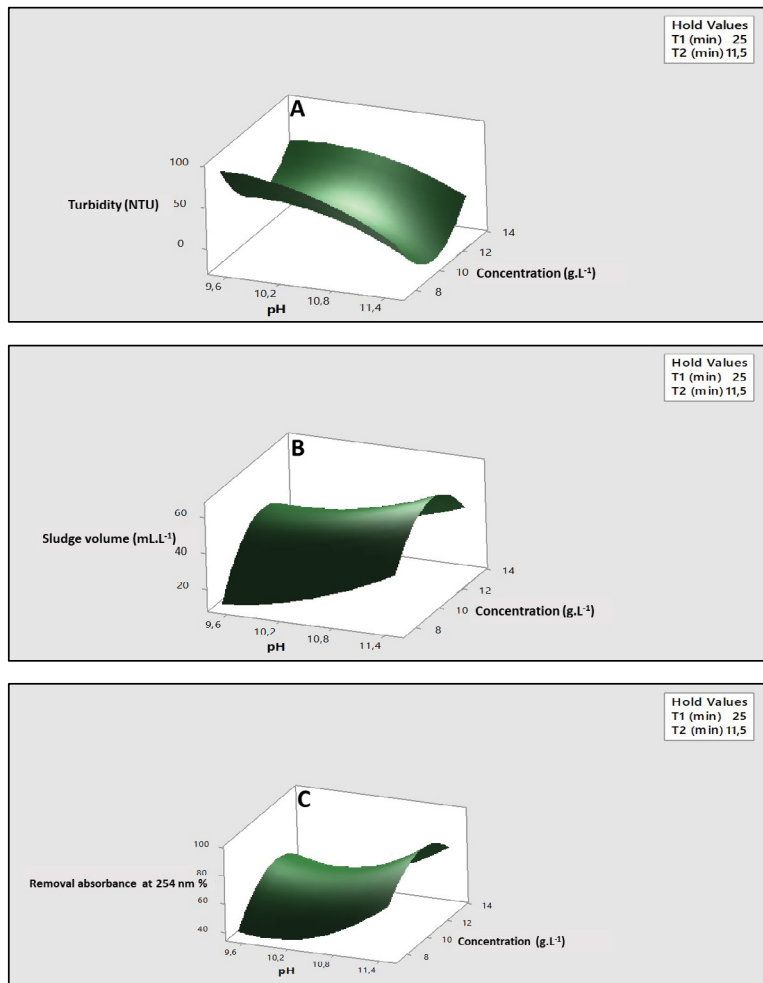 Hold Values
T1 (min) 25
T2 (min) 11,5
A
100
50
0
Turbidity (NTU)
9,6
10,2
10,8
11,4
pH
8
10
12
14
Concentration (g.L-1)
Hold Values
T1 (min) 25
T2 (min) 11,5
B
60
40
20
Sludge volume (mL.L-1)
9,6
10,2
10,8
11,4
pH
8
10
12
14
Concentration (g.L-1)
Hold Values
T1 (min) 25
T2 (min) 11,5
C
100
80
60
40
Removal absorbance at 254 nm %
9,6
10,2
10,8
11,4
pH
8
10
12
14
Concentration (g.L-1)